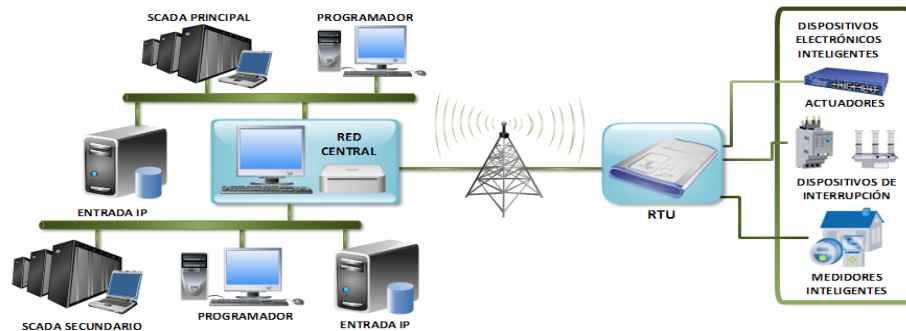 SCADA PRINCIPAL
PROGRAMADOR
DISPOSITIVOS
ELECTRÓNICOS
INTELIGENTES
ACTUADORES
RED
CENTRAL
ENTRADA IP
RTU
DISPOSITIVOS DE
INTERRUPCIÓN
MEDIDORES
INTELIGENTES
SCADA SECUNDARIO
PROGRAMADOR
ENTRADA IP